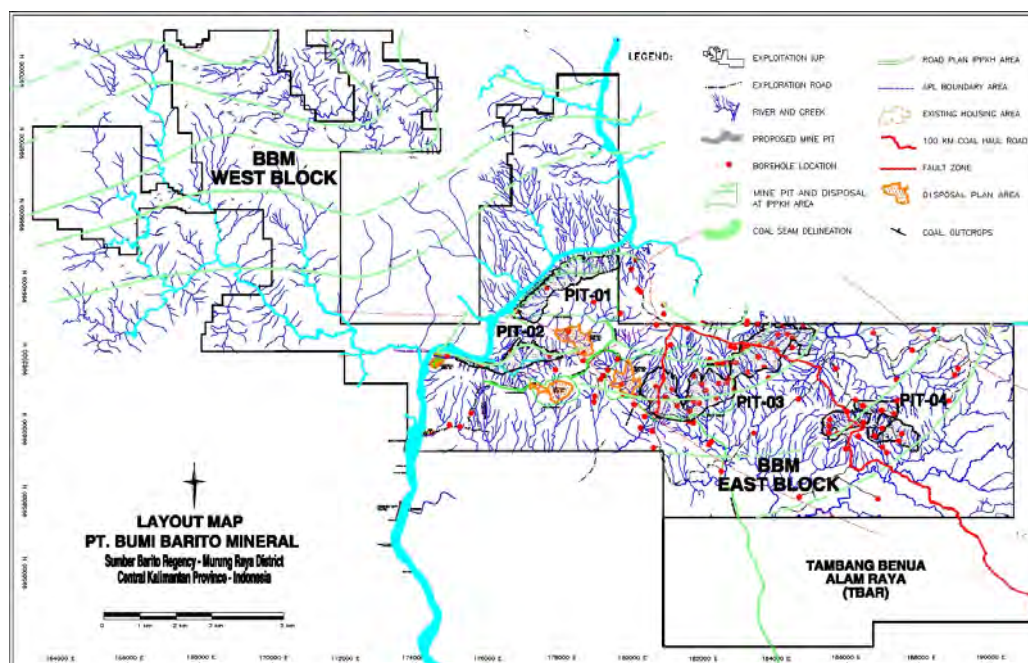 LEGEND:
EXPLOITATION IUP
EXPLORATION ROAD
RIVER AND CREEK
PROPOSED MINE PIT
BOREHOLE LOCATION
MINE PIT AND DISPOSAL
AT IPPKH AREA
COAL SEAM DELINEATION
ROAD PLAN IPPKH AREA
APL BOUNDARY AREA
EXISTING HOUSING AREA
100 KM COAL HAUL ROAD
FAULT ZONE
DISPOSAL PLAN AREA
COAL OUTCROPS
BBM
WEST BLOCK
PIT-01
PIT-02
PIT-03
PIT-04
BBM
EAST BLOCK
LAYOUT MAP
PT. BUMI BARITO MINERAL
Sumber Barito Regency - Murung Raya District
Central Kalimantan Province - Indonesia
TAMBANG BENUA
ALAM RAYA
(TBAR)